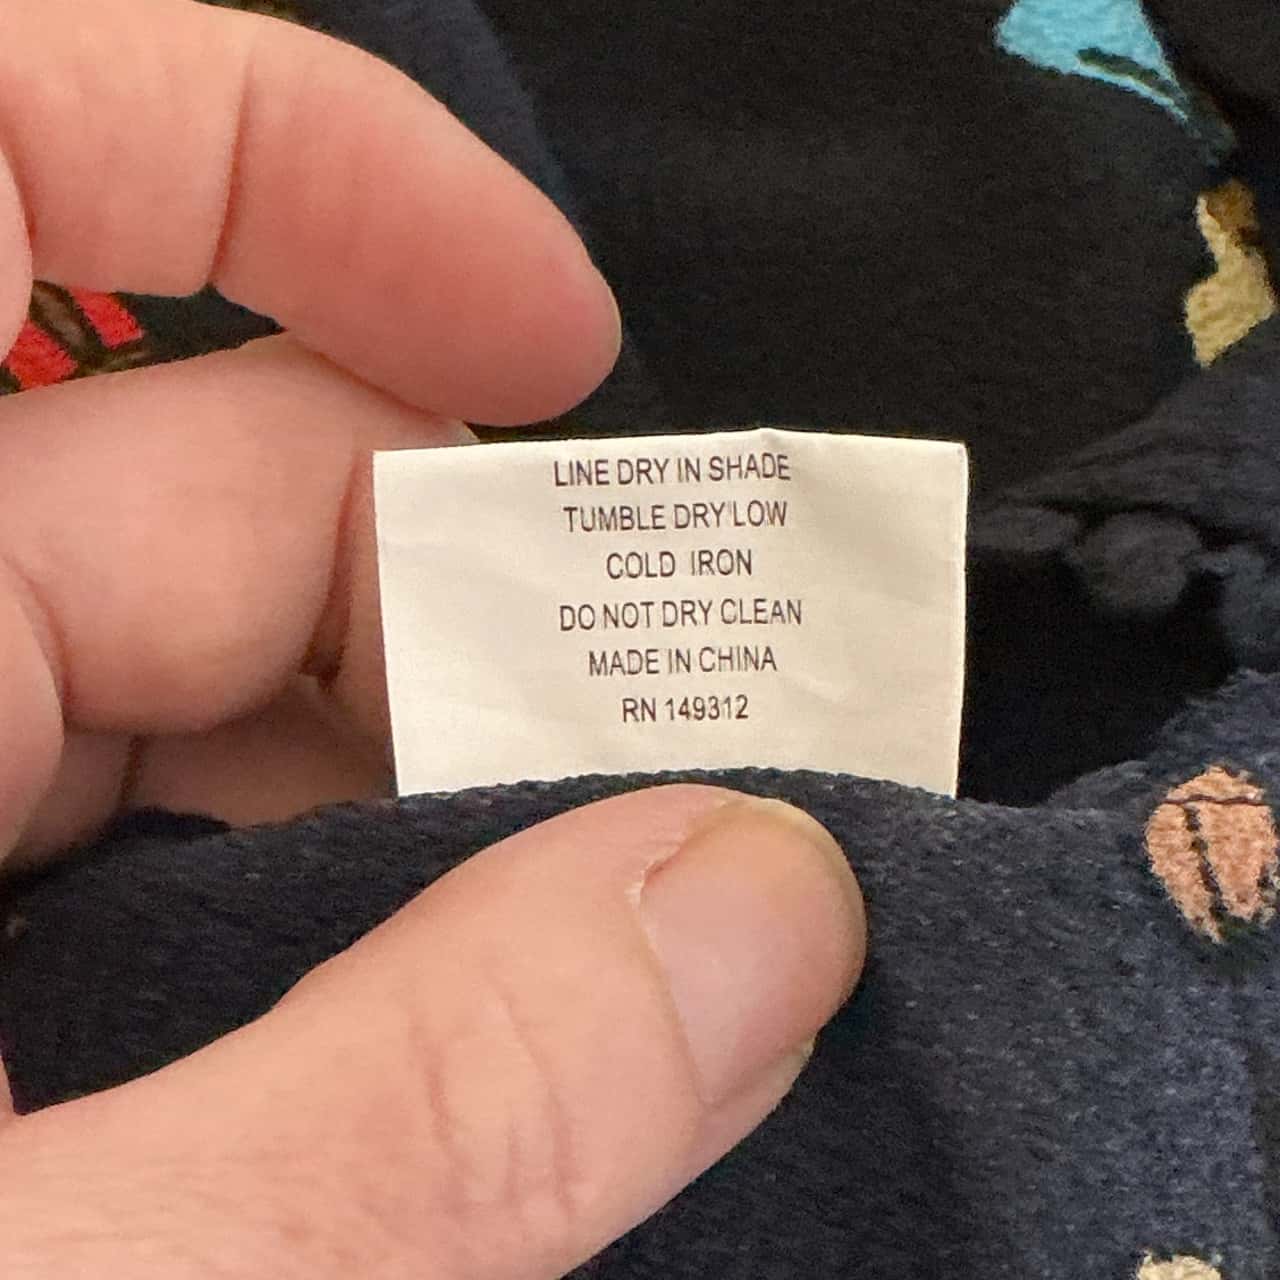 LINE DRY IN SHADE
TUMBLE DRY LOW
COLD IRON
DO NOT DRY CLEAN
MADE IN CHINA
RN 149312